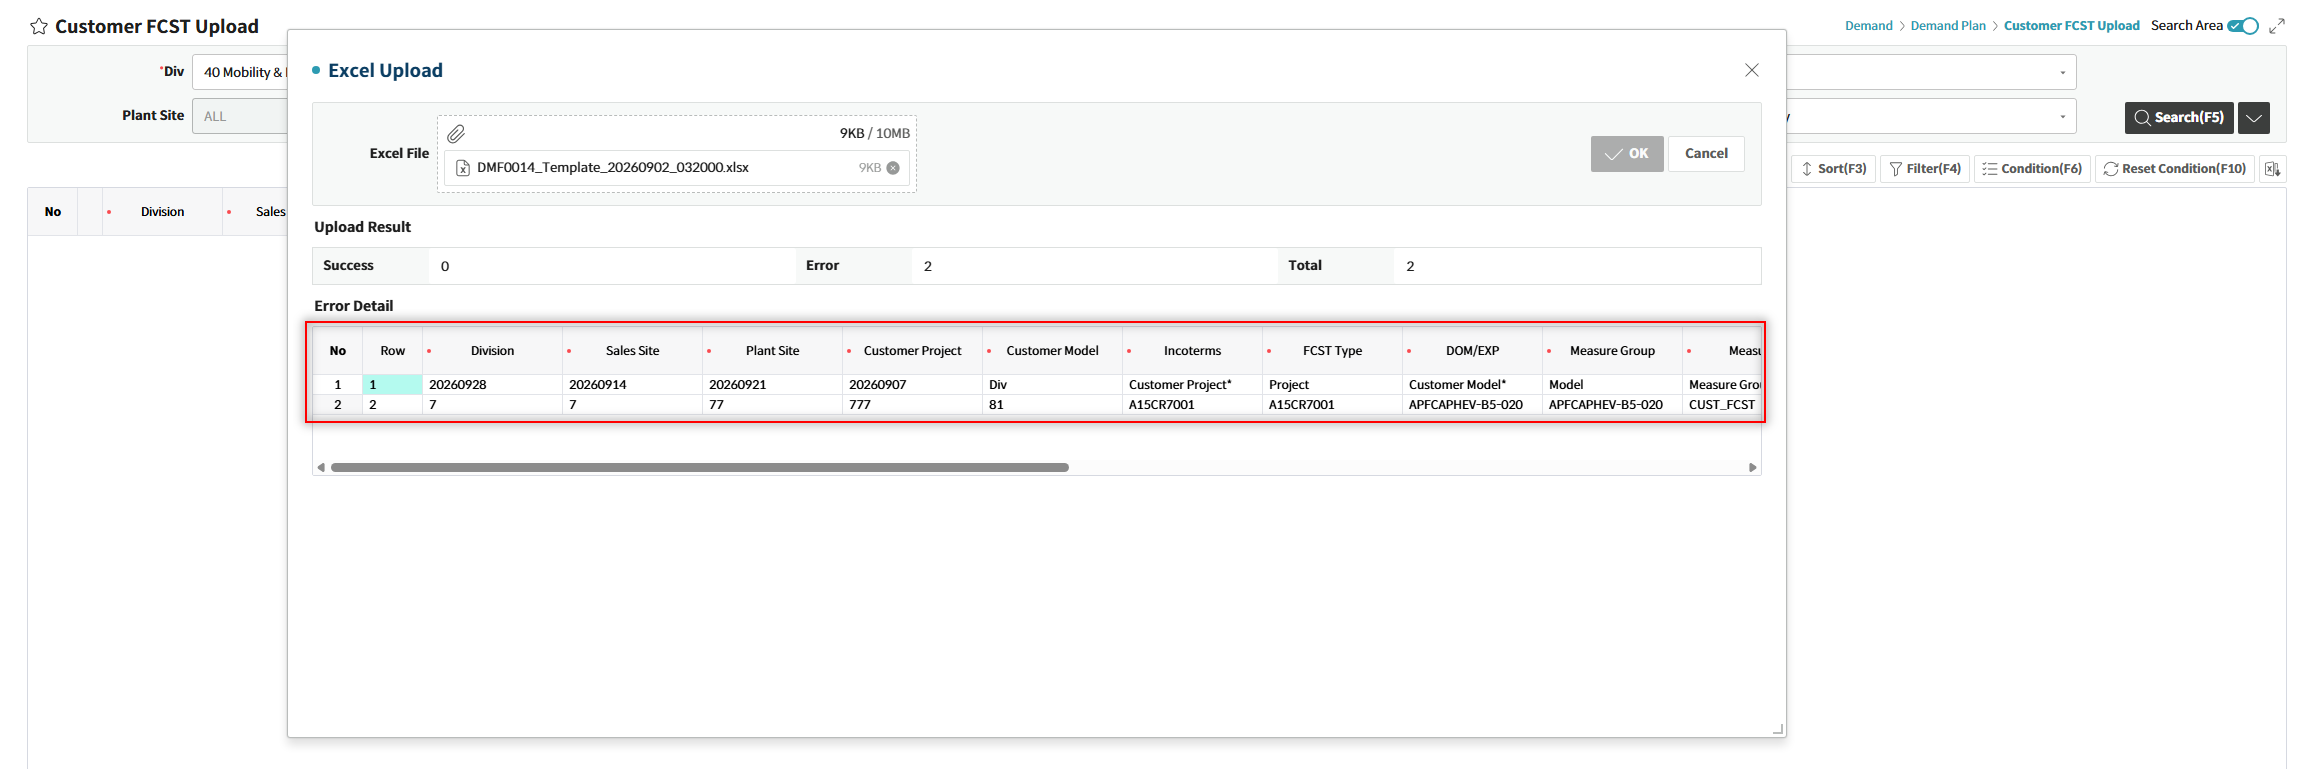 Customer FCST Upload
Demand > Demand Plan > Customer FCST Upload Search Area
*Div 40 Mobility &
Plant Site ALL
Search(F5)
Sort(F3) Filter(F4) Condition(F6) Reset Condition(F10)
No Division Sales
Excel Upload
9KB / 10MB
Excel File
DMF0014_Template_20260902_032000.xlsx 9KB
OK Cancel
Upload Result
Success 0 Error 2 Total 2
Error Detail
No Row Division Sales Site Plant Site Customer Project Customer Model Incoterms FCST Type DOM/EXP Measure Group Measu
1 1 20260928 20260914 20260921 20260907 Div Customer Project* Project Customer Model* Model Measure Gro
2 2 7 7 77 777 81 A15CR7001 A15CR7001 APFCAPHEV-B5-020 APFCAPHEV-B5-020 CUST_FCST